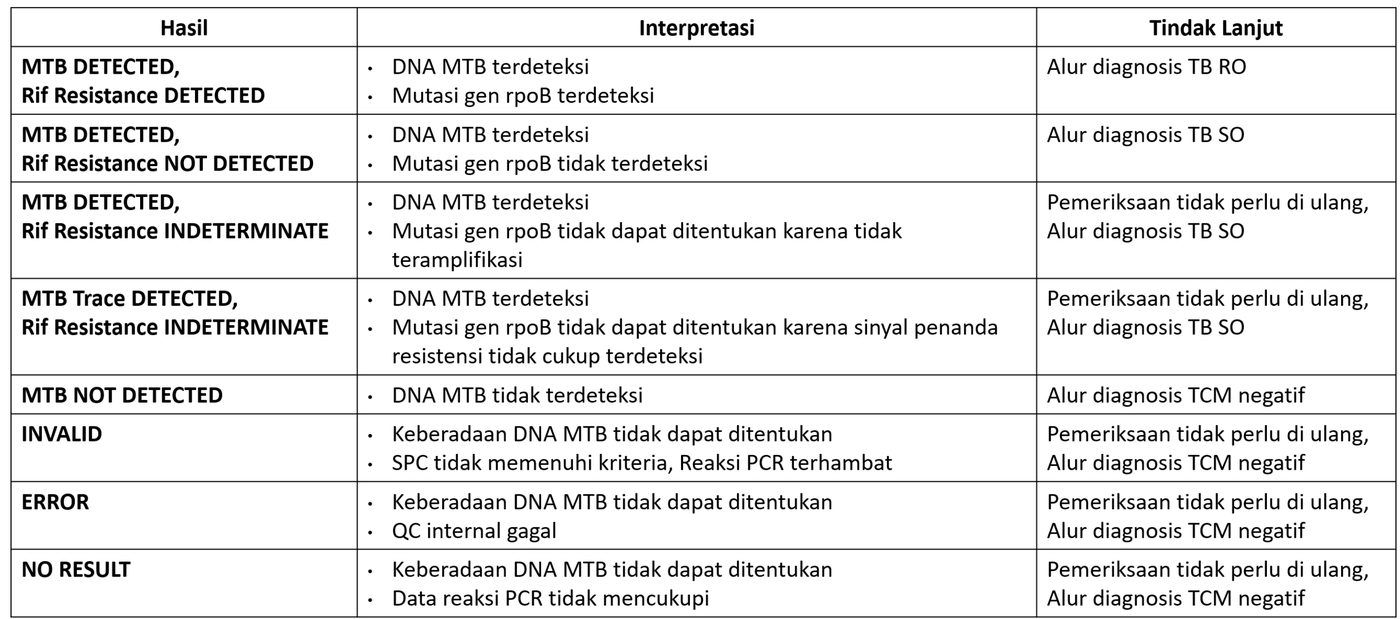 Hasil
Interpretasi
Tindak Lanjut
MTB DETECTED,
Rif Resistance DETECTED
• DNA MTB terdeteksi
• Mutasi gen rpoB terdeteksi
Alur diagnosis TB RO
MTB DETECTED,
Rif Resistance NOT DETECTED
• DNA MTB terdeteksi
• Mutasi gen rpoB tidak terdeteksi
Alur diagnosis TB SO
MTB DETECTED,
Rif Resistance INDETERMINATE
• DNA MTB terdeteksi
• Mutasi gen rpoB tidak dapat ditentukan karena tidak
teramplifikasi
Pemeriksaan tidak perlu di ulang,
Alur diagnosis TB SO
MTB Trace DETECTED,
Rif Resistance INDETERMINATE
• DNA MTB terdeteksi
• Mutasi gen rpoB tidak dapat ditentukan karena sinyal penanda
resistensi tidak cukup terdeteksi
Pemeriksaan tidak perlu di ulang,
Alur diagnosis TB SO
MTB NOT DETECTED
• DNA MTB tidak terdeteksi
Alur diagnosis TCM negatif
INVALID
• Keberadaan DNA MTB tidak dapat ditentukan
• SPC tidak memenuhi kriteria, Reaksi PCR terhambat
Pemeriksaan tidak perlu di ulang,
Alur diagnosis TCM negatif
ERROR
• Keberadaan DNA MTB tidak dapat ditentukan
• QC internal gagal
Pemeriksaan tidak perlu di ulang,
Alur diagnosis TCM negatif
NO RESULT
• Keberadaan DNA MTB tidak dapat ditentukan
• Data reaksi PCR tidak mencukupi
Pemeriksaan tidak perlu di ulang,
Alur diagnosis TCM negatif